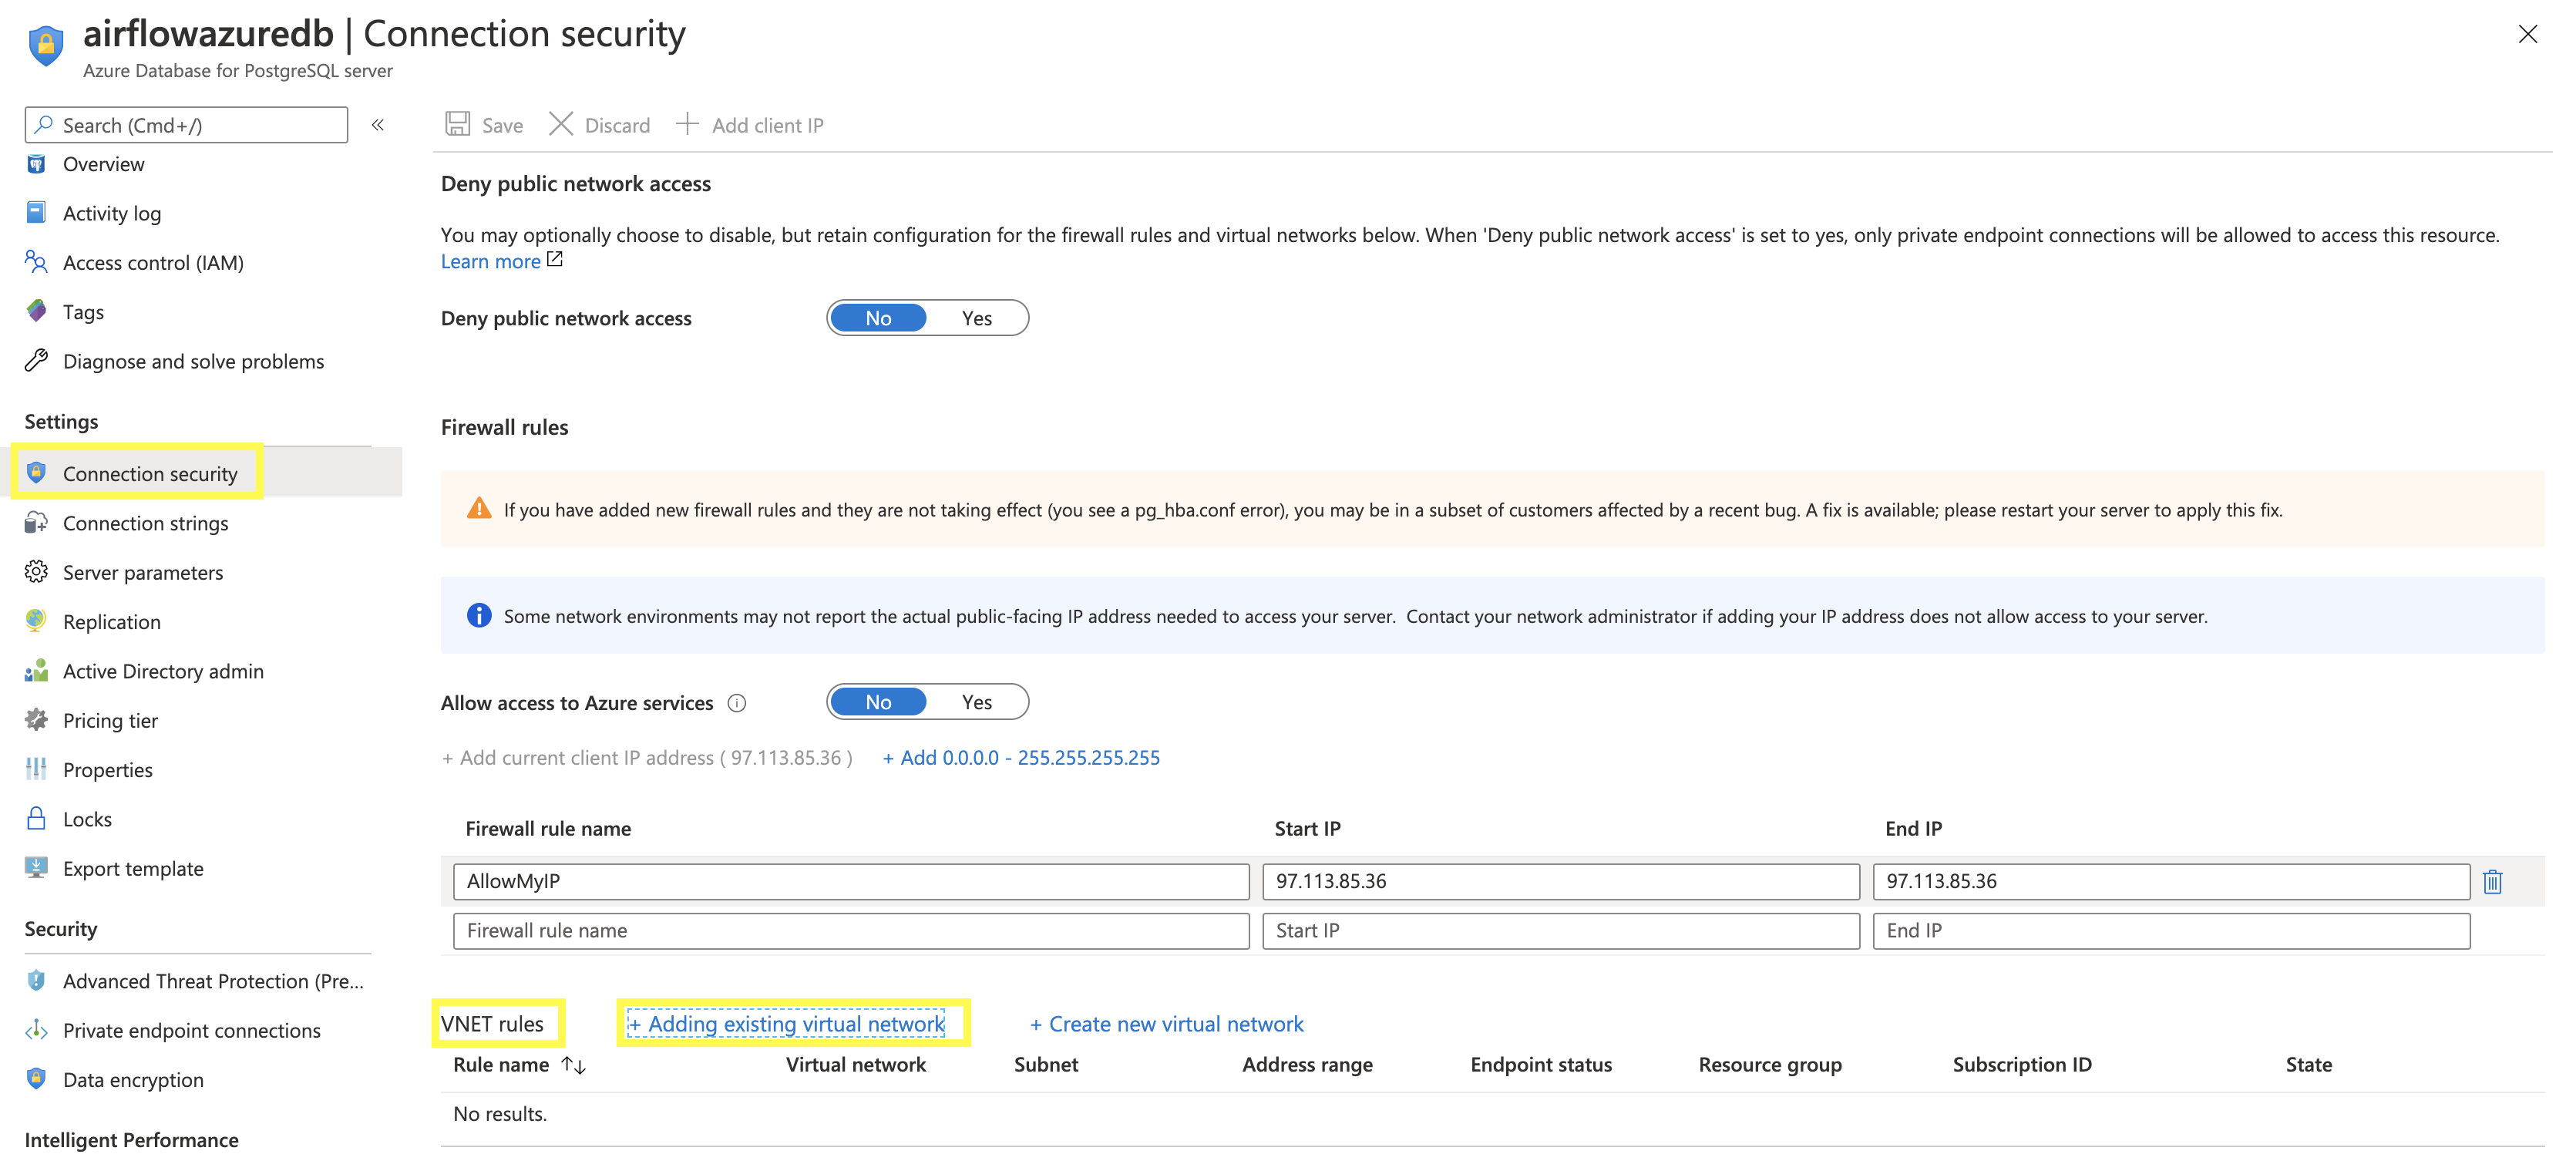 airflowazuredb | Connection security
Azure Database for PostgreSQL server
Search (Cmd+/)
«
Overview
Activity log
Access control (IAM)
Tags
Diagnose and solve problems
Settings
Connection security
Connection strings
Server parameters
Replication
Active Directory admin
Pricing tier
Properties
Locks
Export template
Security
Advanced Threat Protection (Pre...
Private endpoint connections
Data encryption
Intelligent Performance
Save Discard + Add client IP
Deny public network access
You may optionally choose to disable, but retain configuration for the firewall rules and virtual networks below. When 'Deny public network access' is set to yes, only private endpoint connections will be allowed to access this resource.
Learn more
Deny public network access No Yes
Firewall rules
If you have added new firewall rules and they are not taking effect (you see a pg_hba.conf error), you may be in a subset of customers affected by a recent bug. A fix is available; please restart your server to apply this fix.
Some network environments may not report the actual public-facing IP address needed to access your server. Contact your network administrator if adding your IP address does not allow access to your server.
Allow access to Azure services No Yes
+ Add current client IP address ( 97.113.85.36 ) + Add 0.0.0.0 - 255.255.255.255
Firewall rule name Start IP End IP
AllowMyIP 97.113.85.36 97.113.85.36
Firewall rule name Start IP End IP
VNET rules + Adding existing virtual network + Create new virtual network
Rule name ↑↓ Virtual network Subnet Address range Endpoint status Resource group Subscription ID State
No results.